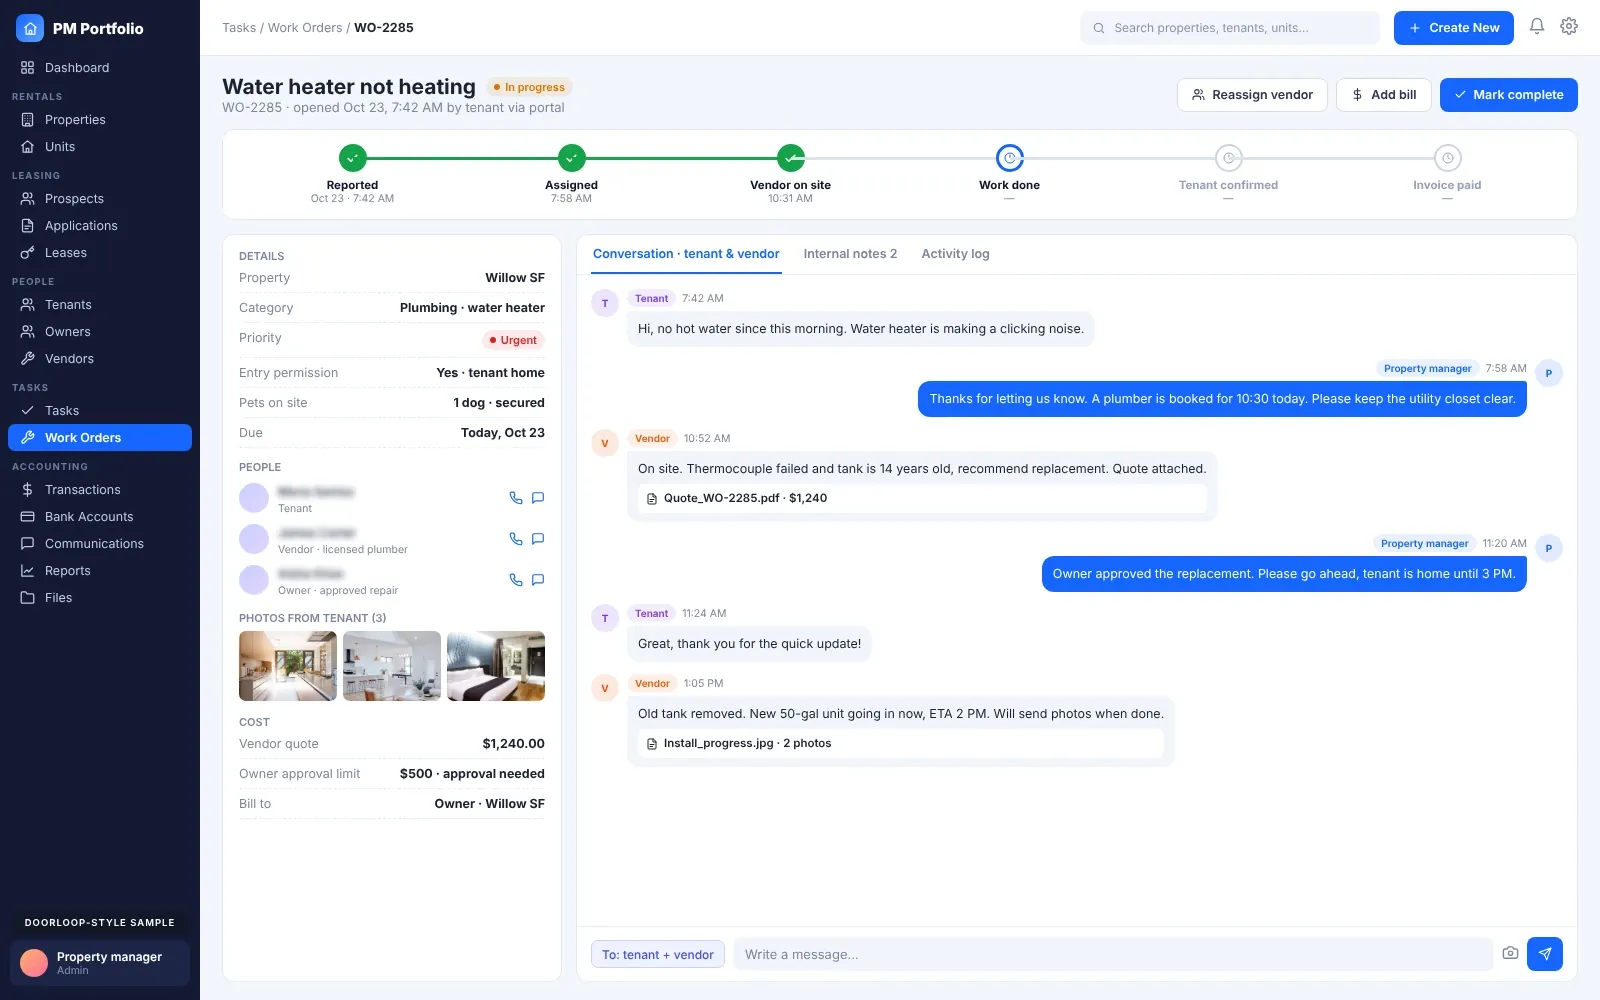 PM Portfolio
Dashboard
RENTALS
Properties
Units
LEASING
Prospects
Applications
Leases
PEOPLE
Tenants
Owners
Vendors
TASKS
Tasks
Work Orders
ACCOUNTING
Transactions
Bank Accounts
Communications
Reports
Files
DOORLOOP-STYLE SAMPLE
Property manager
Admin
Tasks / Work Orders / WO-2285
Search properties, tenants, units...
Create New
Water heater not heating
In progress
WO-2285 · opened Oct 23, 7:42 AM by tenant via portal
Reassign vendor
Add bill
Mark complete
Reported
Oct 23 · 7:42 AM
Assigned
7:58 AM
Vendor on site
10:31 AM
Work done
—
Tenant confirmed
—
Invoice paid
—
DETAILS
Property Willow SF
Category Plumbing · water heater
Priority Urgent
Entry permission Yes · tenant home
Pets on site 1 dog · secured
Due Today, Oct 23
PEOPLE
Tenant
Vendor · licensed plumber
Owner · approved repair
PHOTOS FROM TENANT (3)
COST
Vendor quote $1,240.00
Owner approval limit $500 · approval needed
Bill to Owner · Willow SF
Conversation · tenant & vendor
Internal notes 2
Activity log
T
Tenant 7:42 AM
Hi, no hot water since this morning. Water heater is making a clicking noise.
Property manager 7:58 AM
P
Thanks for letting us know. A plumber is booked for 10:30 today. Please keep the utility closet clear.
V
Vendor 10:52 AM
On site. Thermocouple failed and tank is 14 years old, recommend replacement. Quote attached.
Quote_WO-2285.pdf · $1,240
Property manager 11:20 AM
P
Owner approved the replacement. Please go ahead, tenant is home until 3 PM.
T
Tenant 11:24 AM
Great, thank you for the quick update!
V
Vendor 1:05 PM
Old tank removed. New 50-gal unit going in now, ETA 2 PM. Will send photos when done.
Install_progress.jpg · 2 photos
To: tenant + vendor
Write a message...